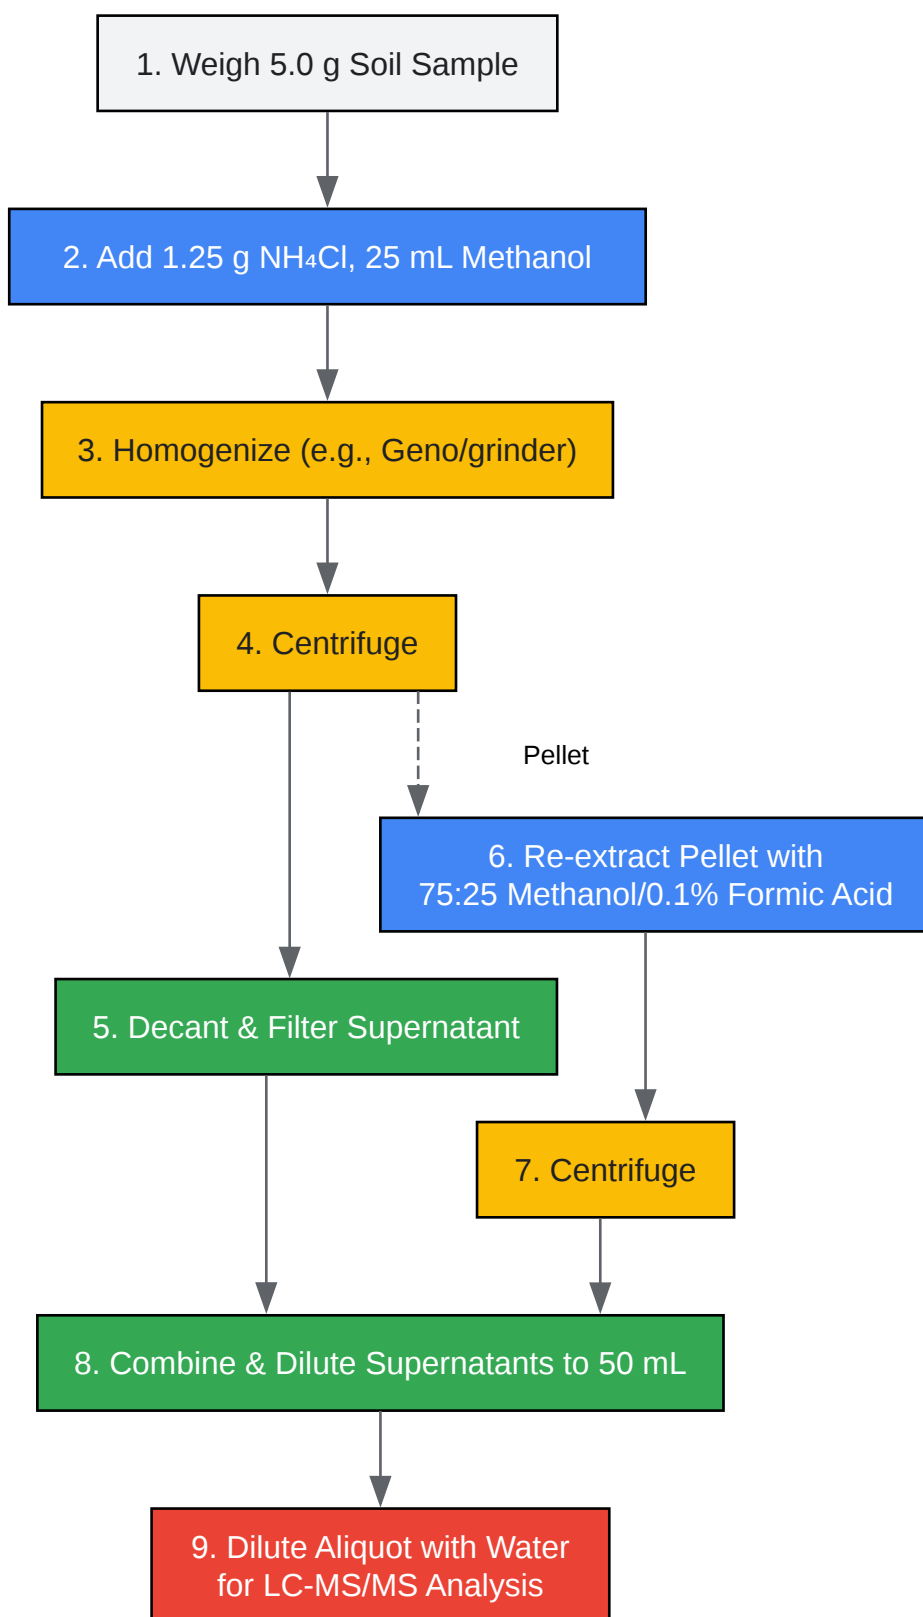 1. Weigh 5.0 g Soil Sample
2. Add 1.25 g NH₄Cl, 25 mL Methanol
3. Homogenize (e.g., Geno/grinder)
4. Centrifuge
Pellet
6. Re-extract Pellet with
75:25 Methanol/0.1% Formic Acid
5. Decant & Filter Supernatant
7. Centrifuge
8. Combine & Dilute Supernatants to 50 mL
9. Dilute Aliquot with Water
for LC-MS/MS Analysis